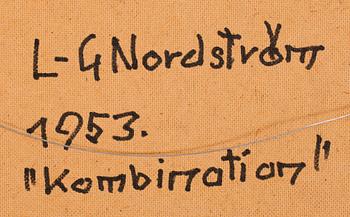 L-G Nordström
1953.
"Kombination"